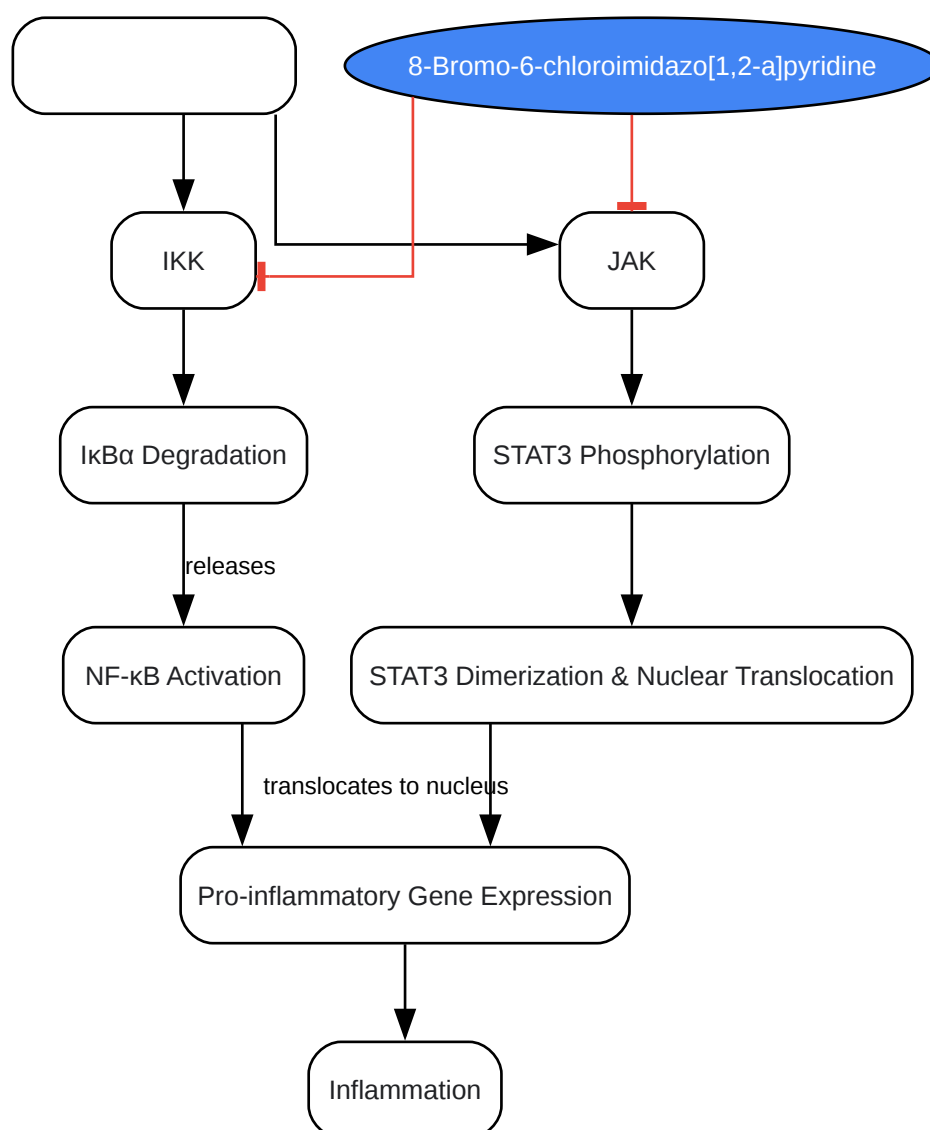 8-Bromo-6-chloroimidazo[1,2-a]pyridine
IKK
JAK
IκBα Degradation
STAT3 Phosphorylation
releases
NF-κB Activation
STAT3 Dimerization & Nuclear Translocation
translocates to nucleus
Pro-inflammatory Gene Expression
Inflammation